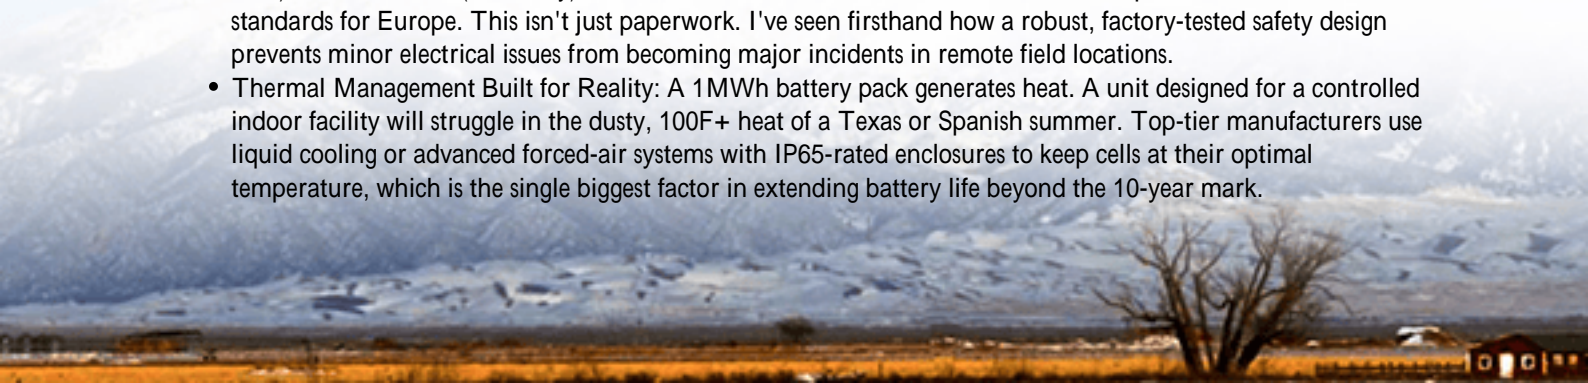 standards for Europe. This isn't just paperwork. I've seen firsthand how a robust, factory-tested safety design
prevents minor electrical issues from becoming major incidents in remote field locations.
• Thermal Management Built for Reality: A 1MWh battery pack generates heat. A unit designed for a controlled
indoor facility will struggle in the dusty, 100F+ heat of a Texas or Spanish summer. Top-tier manufacturers use
liquid cooling or advanced forced-air systems with IP65-rated enclosures to keep cells at their optimal
temperature, which is the single biggest factor in extending battery life beyond the 10-year mark.